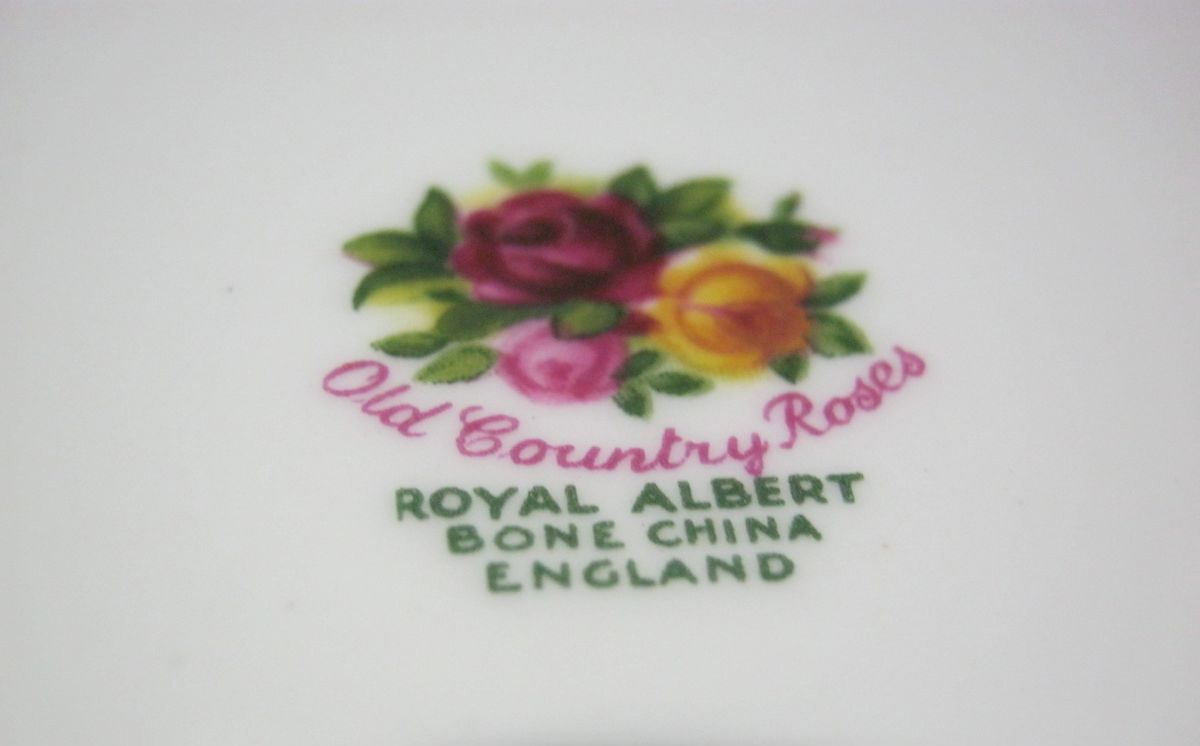 Old Country Roses
ROYAL ALBERT
BONE CHINA
ENGLAND